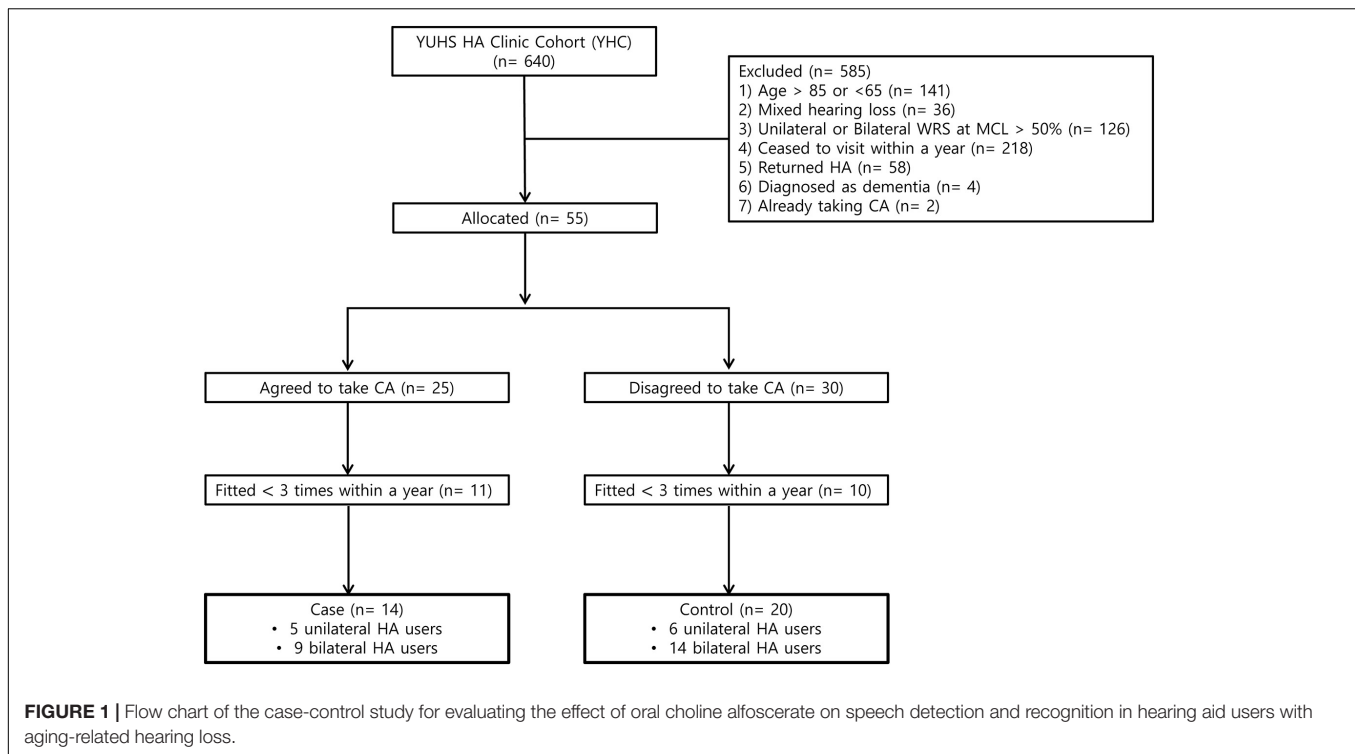 YUHS HA Clinic Cohort (YHC)
(n= 640)
Excluded (n= 585)
1) Age > 85 or <65 (n= 141)
2) Mixed hearing loss (n= 36)
3) Unilateral or Bilateral WRS at MCL > 50% (n= 126)
4) Ceased to visit within a year (n= 218)
5) Returned HA (n= 58)
6) Diagnosed as dementia (n= 4)
7) Already taking CA (n= 2)
Allocated (n= 55)
Agreed to take CA (n= 25)
Disagreed to take CA (n= 30)
Fitted < 3 times within a year (n= 11)
Fitted < 3 times within a year (n= 10)
Case (n= 14)
• 5 unilateral HA users
• 9 bilateral HA users
Control (n= 20)
• 6 unilateral HA users
• 14 bilateral HA users
FIGURE 1 | Flow chart of the case-control study for evaluating the effect of oral choline alfoscerate on speech detection and recognition in hearing aid users with
aging-related hearing loss.